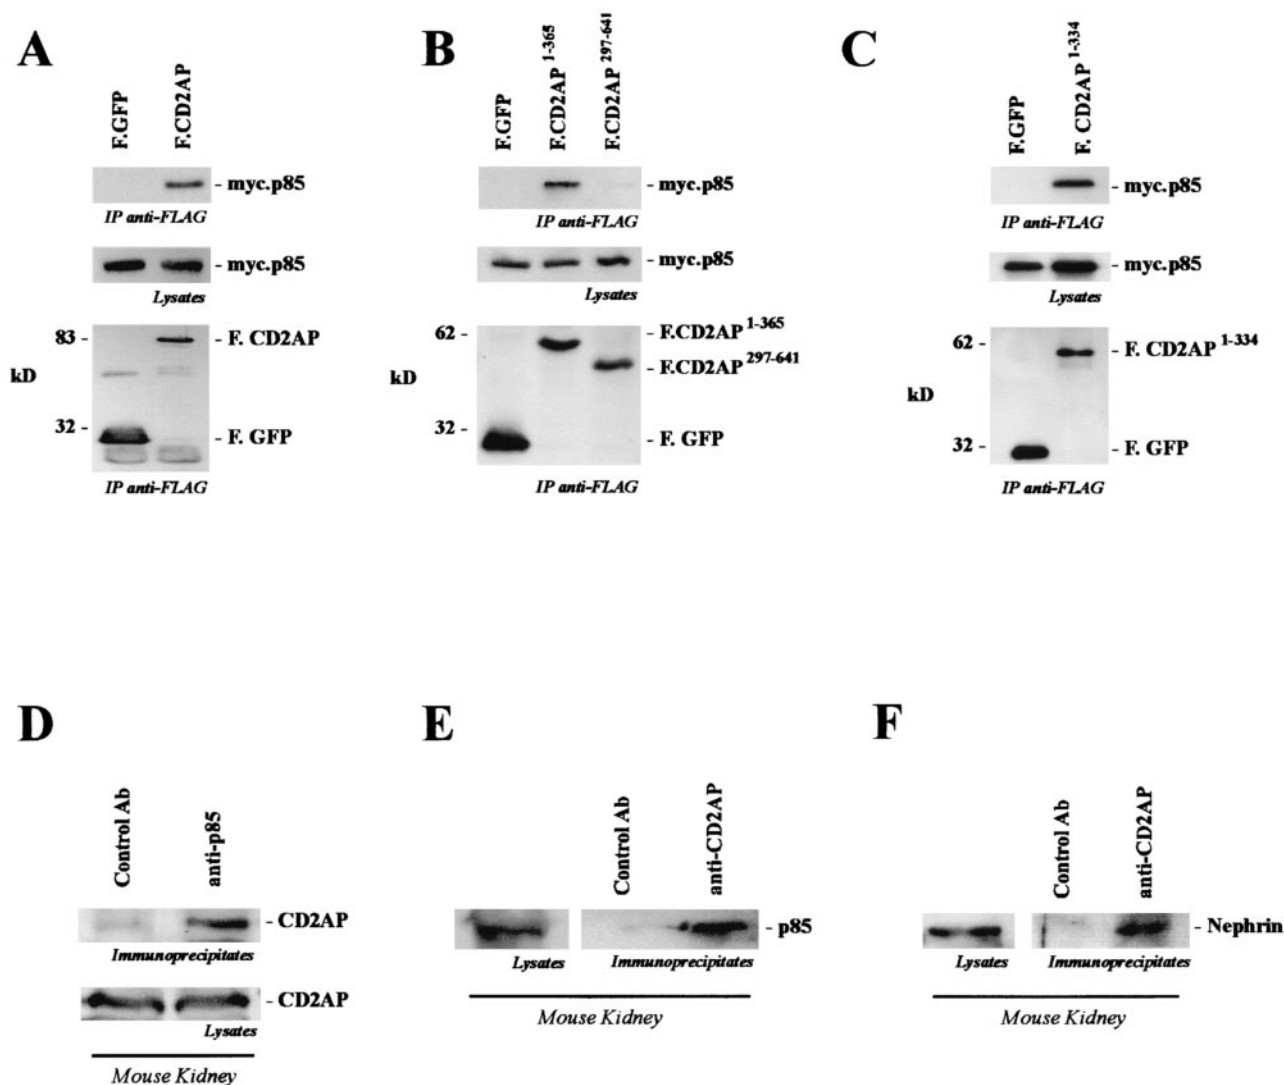 A
F.GFP
F.CD2AP
- myc.p85
IP anti-FLAG
- myc.p85
Lysates
83 -
- F. CD2AP
kD
32 -
- F. GFP
IP anti-FLAG
B
F.GFP
F.CD2AP 1-365
F.CD2AP 297-641
- myc.p85
IP anti-FLAG
- myc.p85
Lysates
62 -
- F.CD2AP 1-365
- F.CD2AP 297-641
kD
32 -
- F. GFP
IP anti-FLAG
C
F.GFP
F. CD2AP 1-334
- myc.p85
IP anti-FLAG
- myc.p85
Lysates
62 -
- F. CD2AP 1-334
kD
32 -
- F. GFP
IP anti-FLAG
D
Control Ab
anti-p85
- CD2AP
Immunoprecipitates
- CD2AP
Lysates
Mouse Kidney
E
Control Ab
anti-CD2AP
- p85
Lysates
Immunoprecipitates
Mouse Kidney
F
Control Ab
anti-CD2AP
- Nephrin
Lysates
Immunoprecipitates
Mouse Kidney